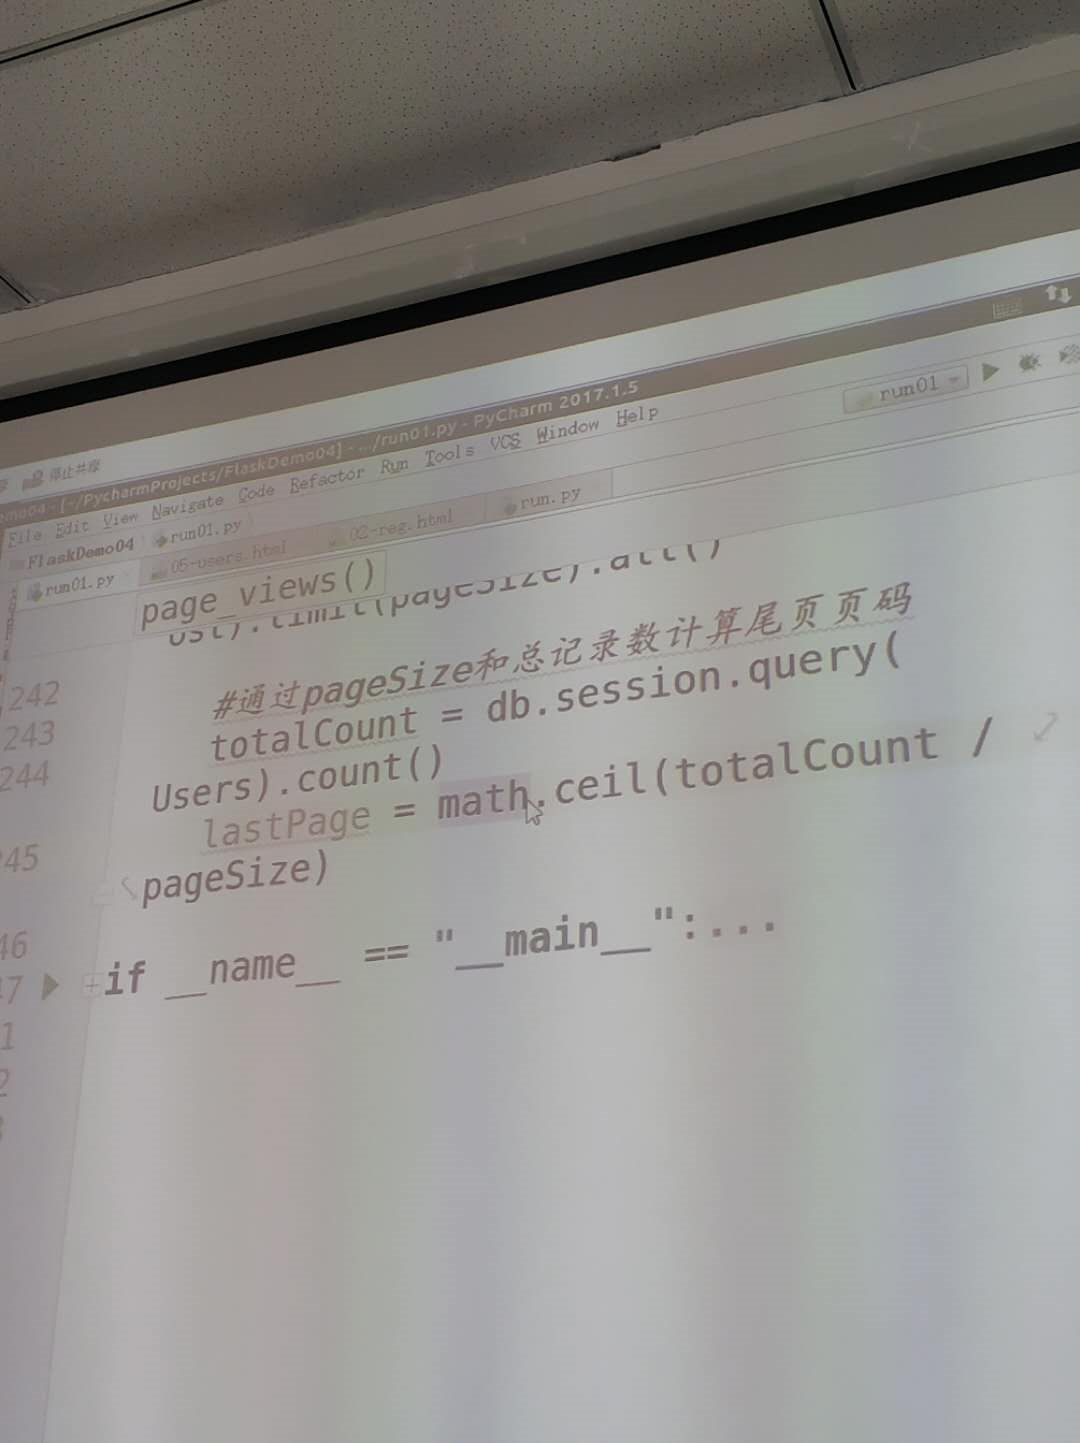 停止共享
- [~/PycharmProjects/FlaskDemo04] - .../run01.py - PyCharm 2017.1.5
File Edit View Navigate Code Refactor Run Tools VCS Window Help
run01
FlaskDemo04 run01.py
run01.py 05-users.html 02-reg.html run.py
page_views()
ost).limit(pageSize).all()
242
243 #通过pageSize和总记录数计算尾页页码
244 totalCount = db.session.query(
Users).count()
45 lastPage = math.ceil(totalCount /
pageSize)
46
47 if __name__ == "__main__":...
1
2